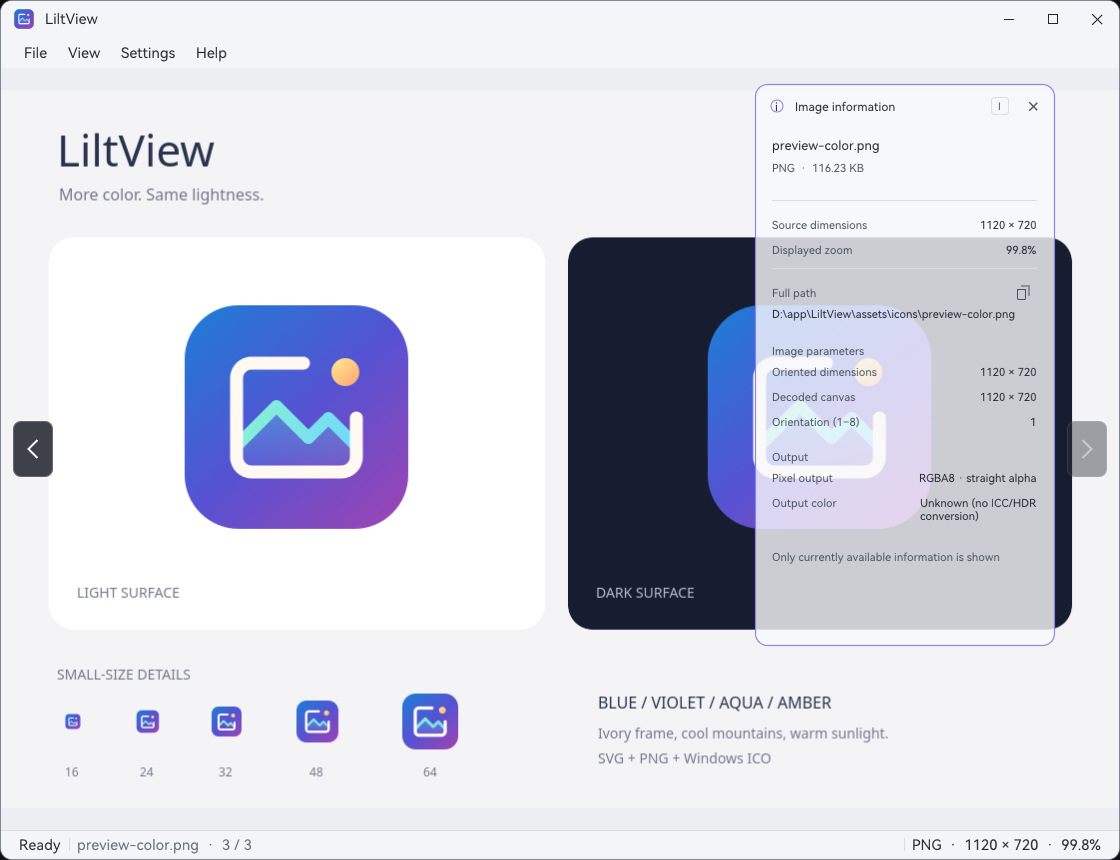 LiltView
File View Settings Help
LiltView
More color. Same lightness.
LIGHT SURFACE
DARK SURFACE
Image information I
preview-color.png
PNG · 116.23 KB
Source dimensions 1120 × 720
Displayed zoom 99.8%
Full path
D:\app\LiltView\assets\icons\preview-color.png
Image parameters
Oriented dimensions 1120 × 720
Decoded canvas 1120 × 720
Orientation (1–8) 1
Output
Pixel output RGBA8 · straight alpha
Output color Unknown (no ICC/HDR
conversion)
Only currently available information is shown
SMALL-SIZE DETAILS
16 24 32 48 64
BLUE / VIOLET / AQUA / AMBER
Ivory frame, cool mountains, warm sunlight.
SVG + PNG + Windows ICO
Ready preview-color.png · 3 / 3 PNG · 1120 × 720 · 99.8%